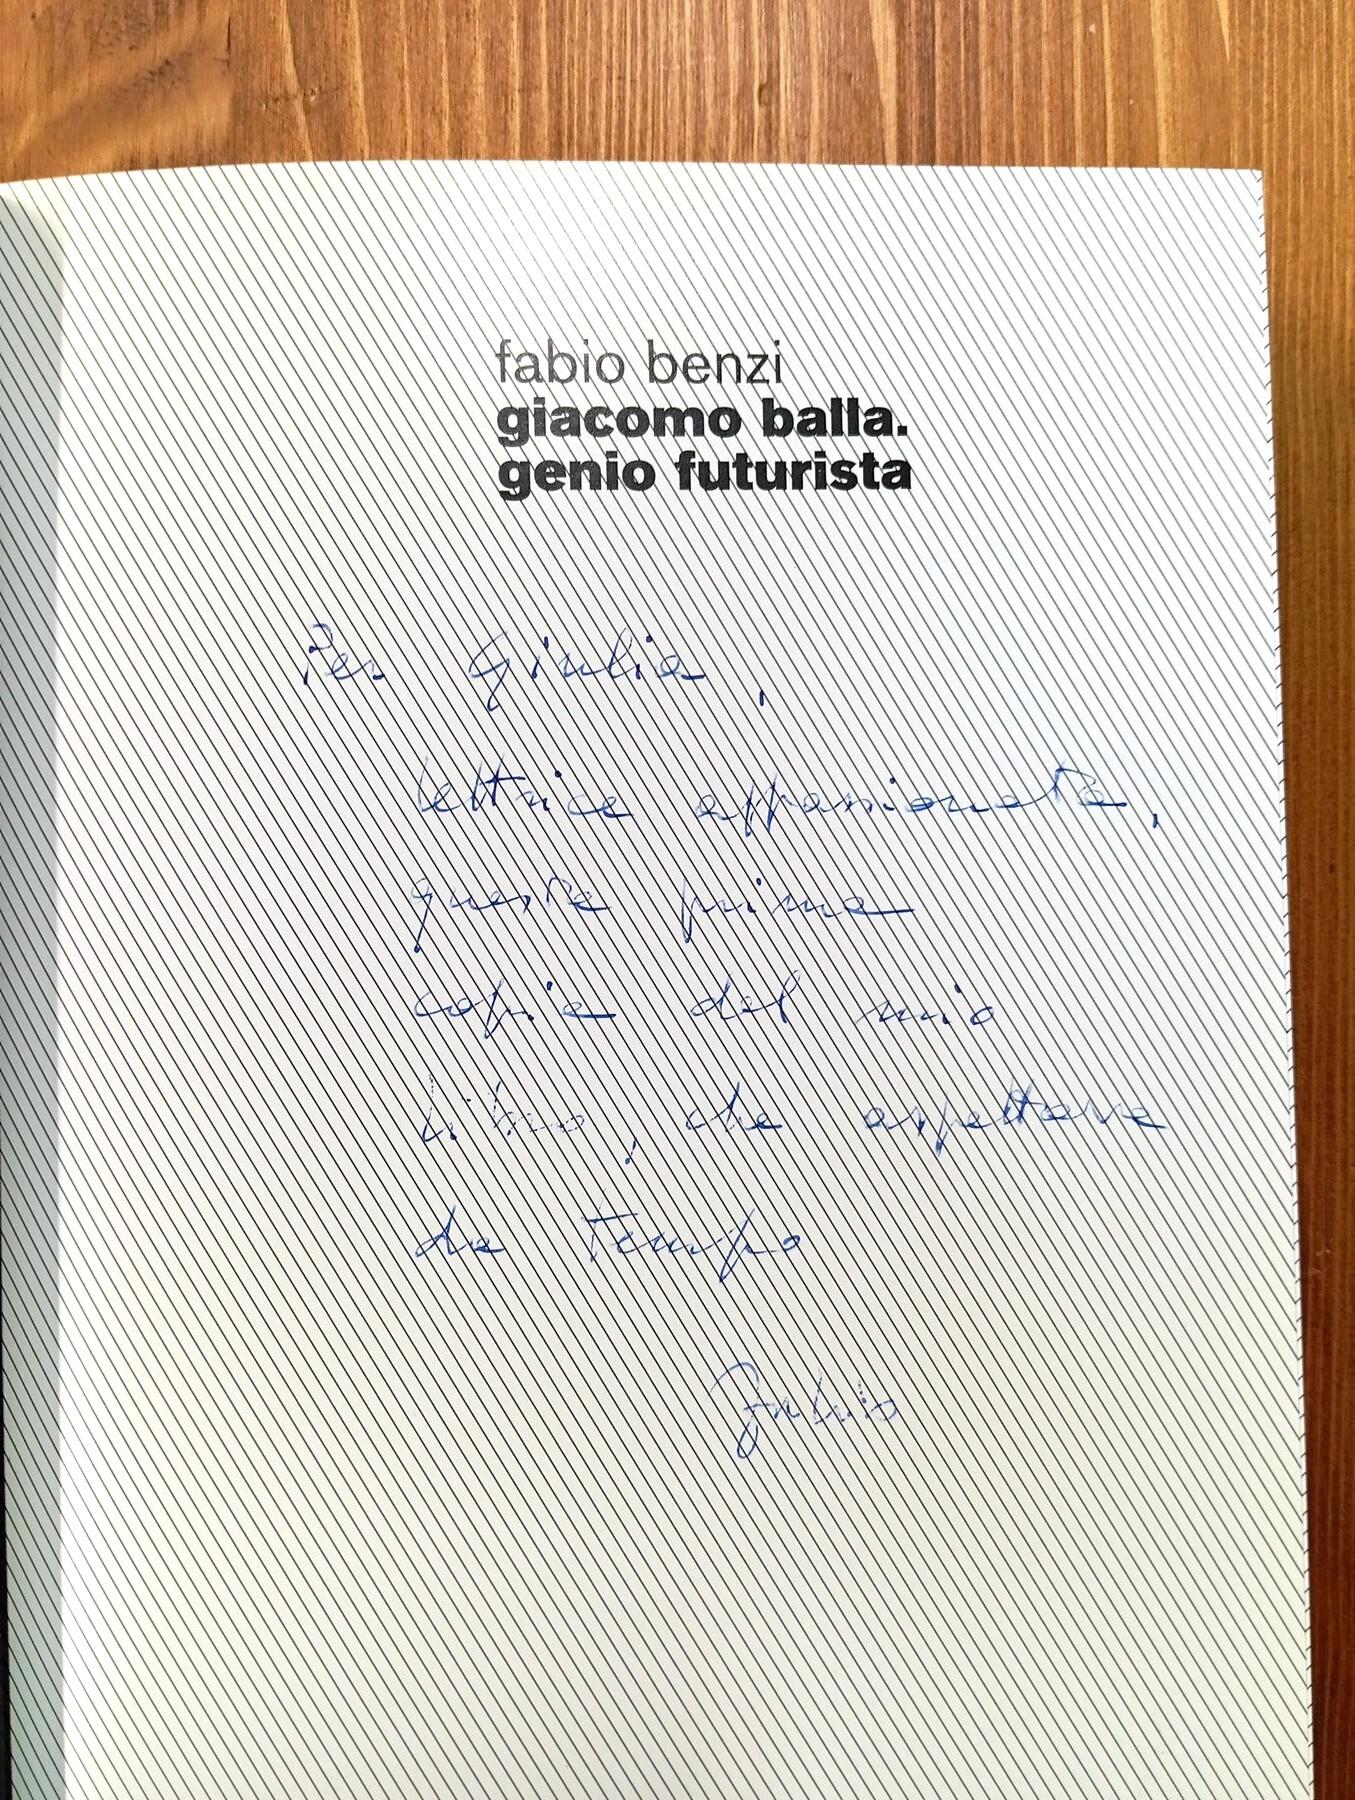 fabio benzi
giacomo balla.
genio futurista
Per Giulia,
lettrice appassionata,
questa prima
copia del mio
libro, che aspettava
da tempo
Fabio